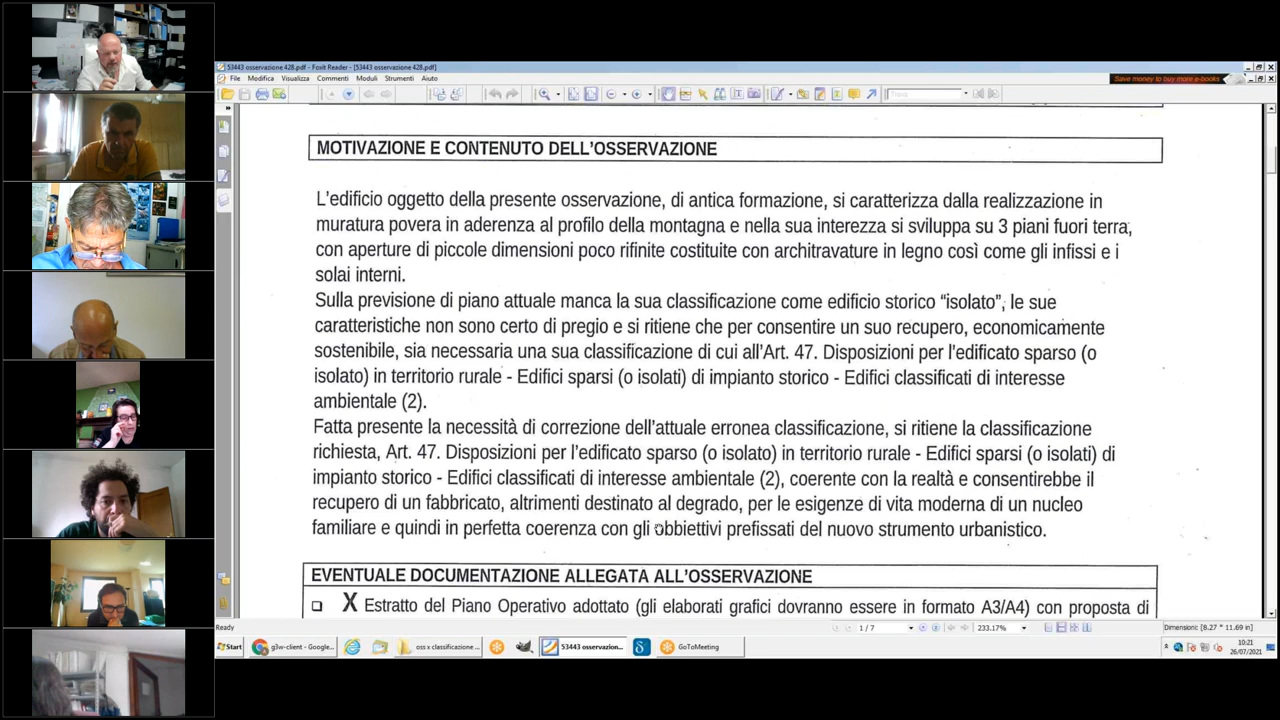 53443 osservazione 428.pdf - Foxit Reader - [53443 osservazione 428.pdf]
File Modifica Visualizza Commenti Moduli Strumenti Aiuto
Save money to buy more e-books
Trova
MOTIVAZIONE E CONTENUTO DELL'OSSERVAZIONE
L'edificio oggetto della presente osservazione, di antica formazione, si caratterizza dalla realizzazione in
muratura povera in aderenza al profilo della montagna e nella sua interezza si sviluppa su 3 piani fuori terra,
con aperture di piccole dimensioni poco rifinite costituite con architravature in legno così come gli infissi e i
solai interni.
Sulla previsione di piano attuale manca la sua classificazione come edificio storico “isolato”, le sue
caratteristiche non sono certo di pregio e si ritiene che per consentire un suo recupero, economicamente
sostenibile, sia necessaria una sua classificazione di cui all'Art. 47. Disposizioni per l'edificato sparso (o
isolato) in territorio rurale - Edifici sparsi (o isolati) di impianto storico - Edifici classificati di interesse
ambientale (2).
Fatta presente la necessità di correzione dell'attuale erronea classificazione, si ritiene la classificazione
richiesta, Art. 47. Disposizioni per l'edificato sparso (o isolato) in territorio rurale - Edifici sparsi (o isolati) di
impianto storico - Edifici classificati di interesse ambientale (2), coerente con la realtà e consentirebbe il
recupero di un fabbricato, altrimenti destinato al degrado, per le esigenze di vita moderna di un nucleo
familiare e quindi in perfetta coerenza con gli obbiettivi prefissati del nuovo strumento urbanistico.
EVENTUALE DOCUMENTAZIONE ALLEGATA ALL'OSSERVAZIONE
X Estratto del Piano Operativo adottato (gli elaborati grafici dovranno essere in formato A3/A4) con proposta di
Ready 1 / 7 233.17% Dimensioni: [8.27 * 11.69 in]
Start g3w-client - Google... oss x classificazione ... 53443 osservazion... GoToMeeting 10:21
26/07/2021